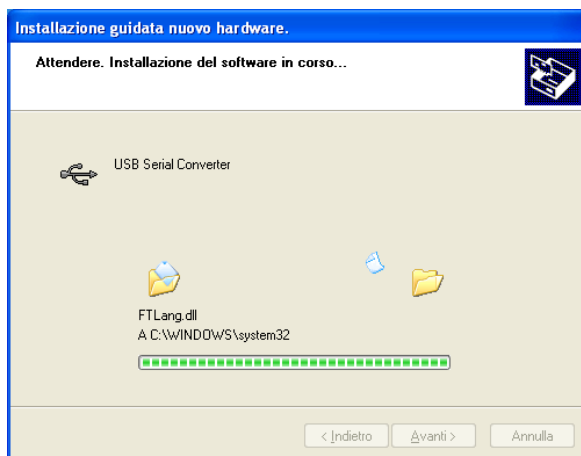 Installazione guidata nuovo hardware.
Attendere. Installazione del software in corso...
USB Serial Converter
FTLang.dll
A C:\WINDOWS\system32
< Indietro
Avanti >
Annulla